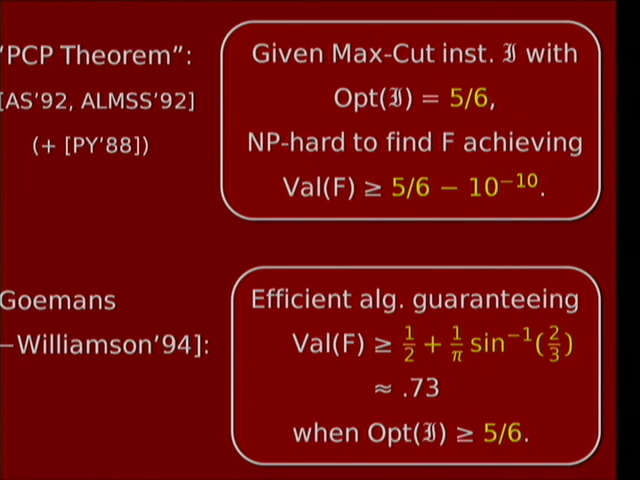 “PCP Theorem”:
[AS’92, ALMSS’92]
(+ [PY’88])
Given Max-Cut inst. ℑ with
Opt(ℑ) = 5/6,
NP-hard to find F achieving
Val(F) ≥ 5/6 − 10⁻¹⁰.
Goemans
−Williamson’94]:
Efficient alg. guaranteeing
Val(F) ≥ 1/2 + 1/π sin⁻¹(2/3)
≈ .73
when Opt(ℑ) ≥ 5/6.